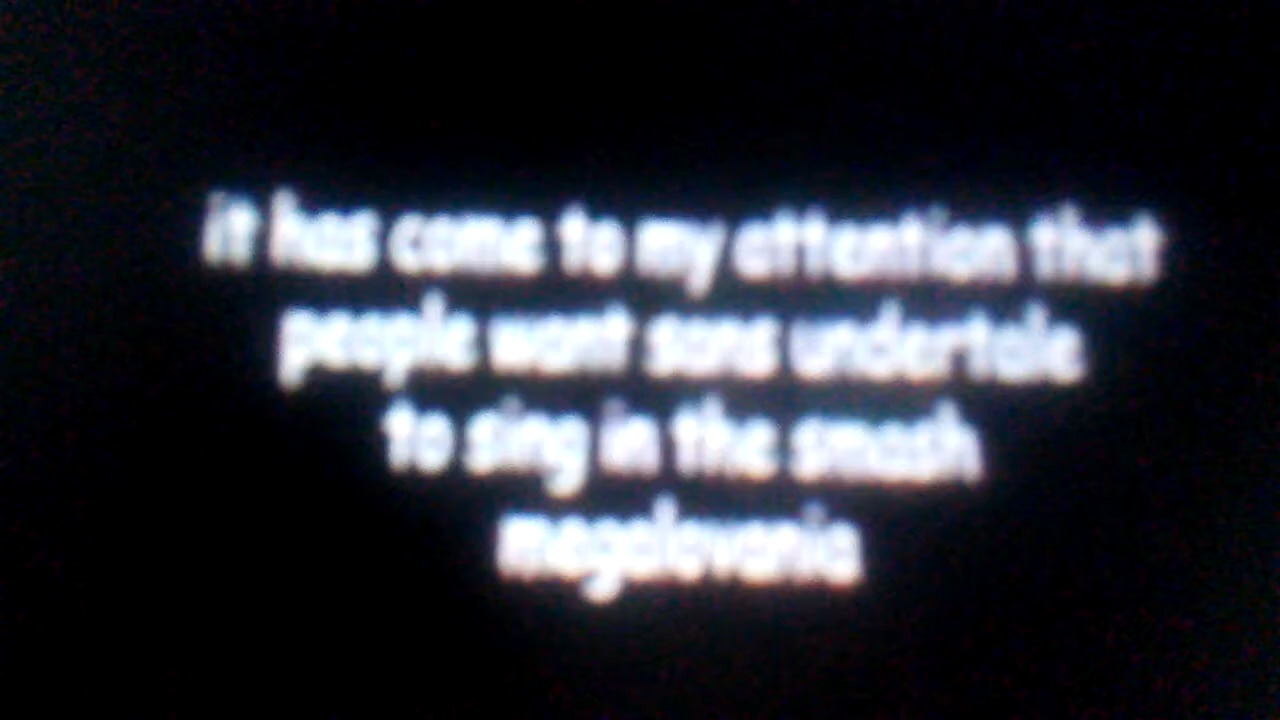 it has come to my attention that
people want sans undertale
to sing in the smash
megalovania